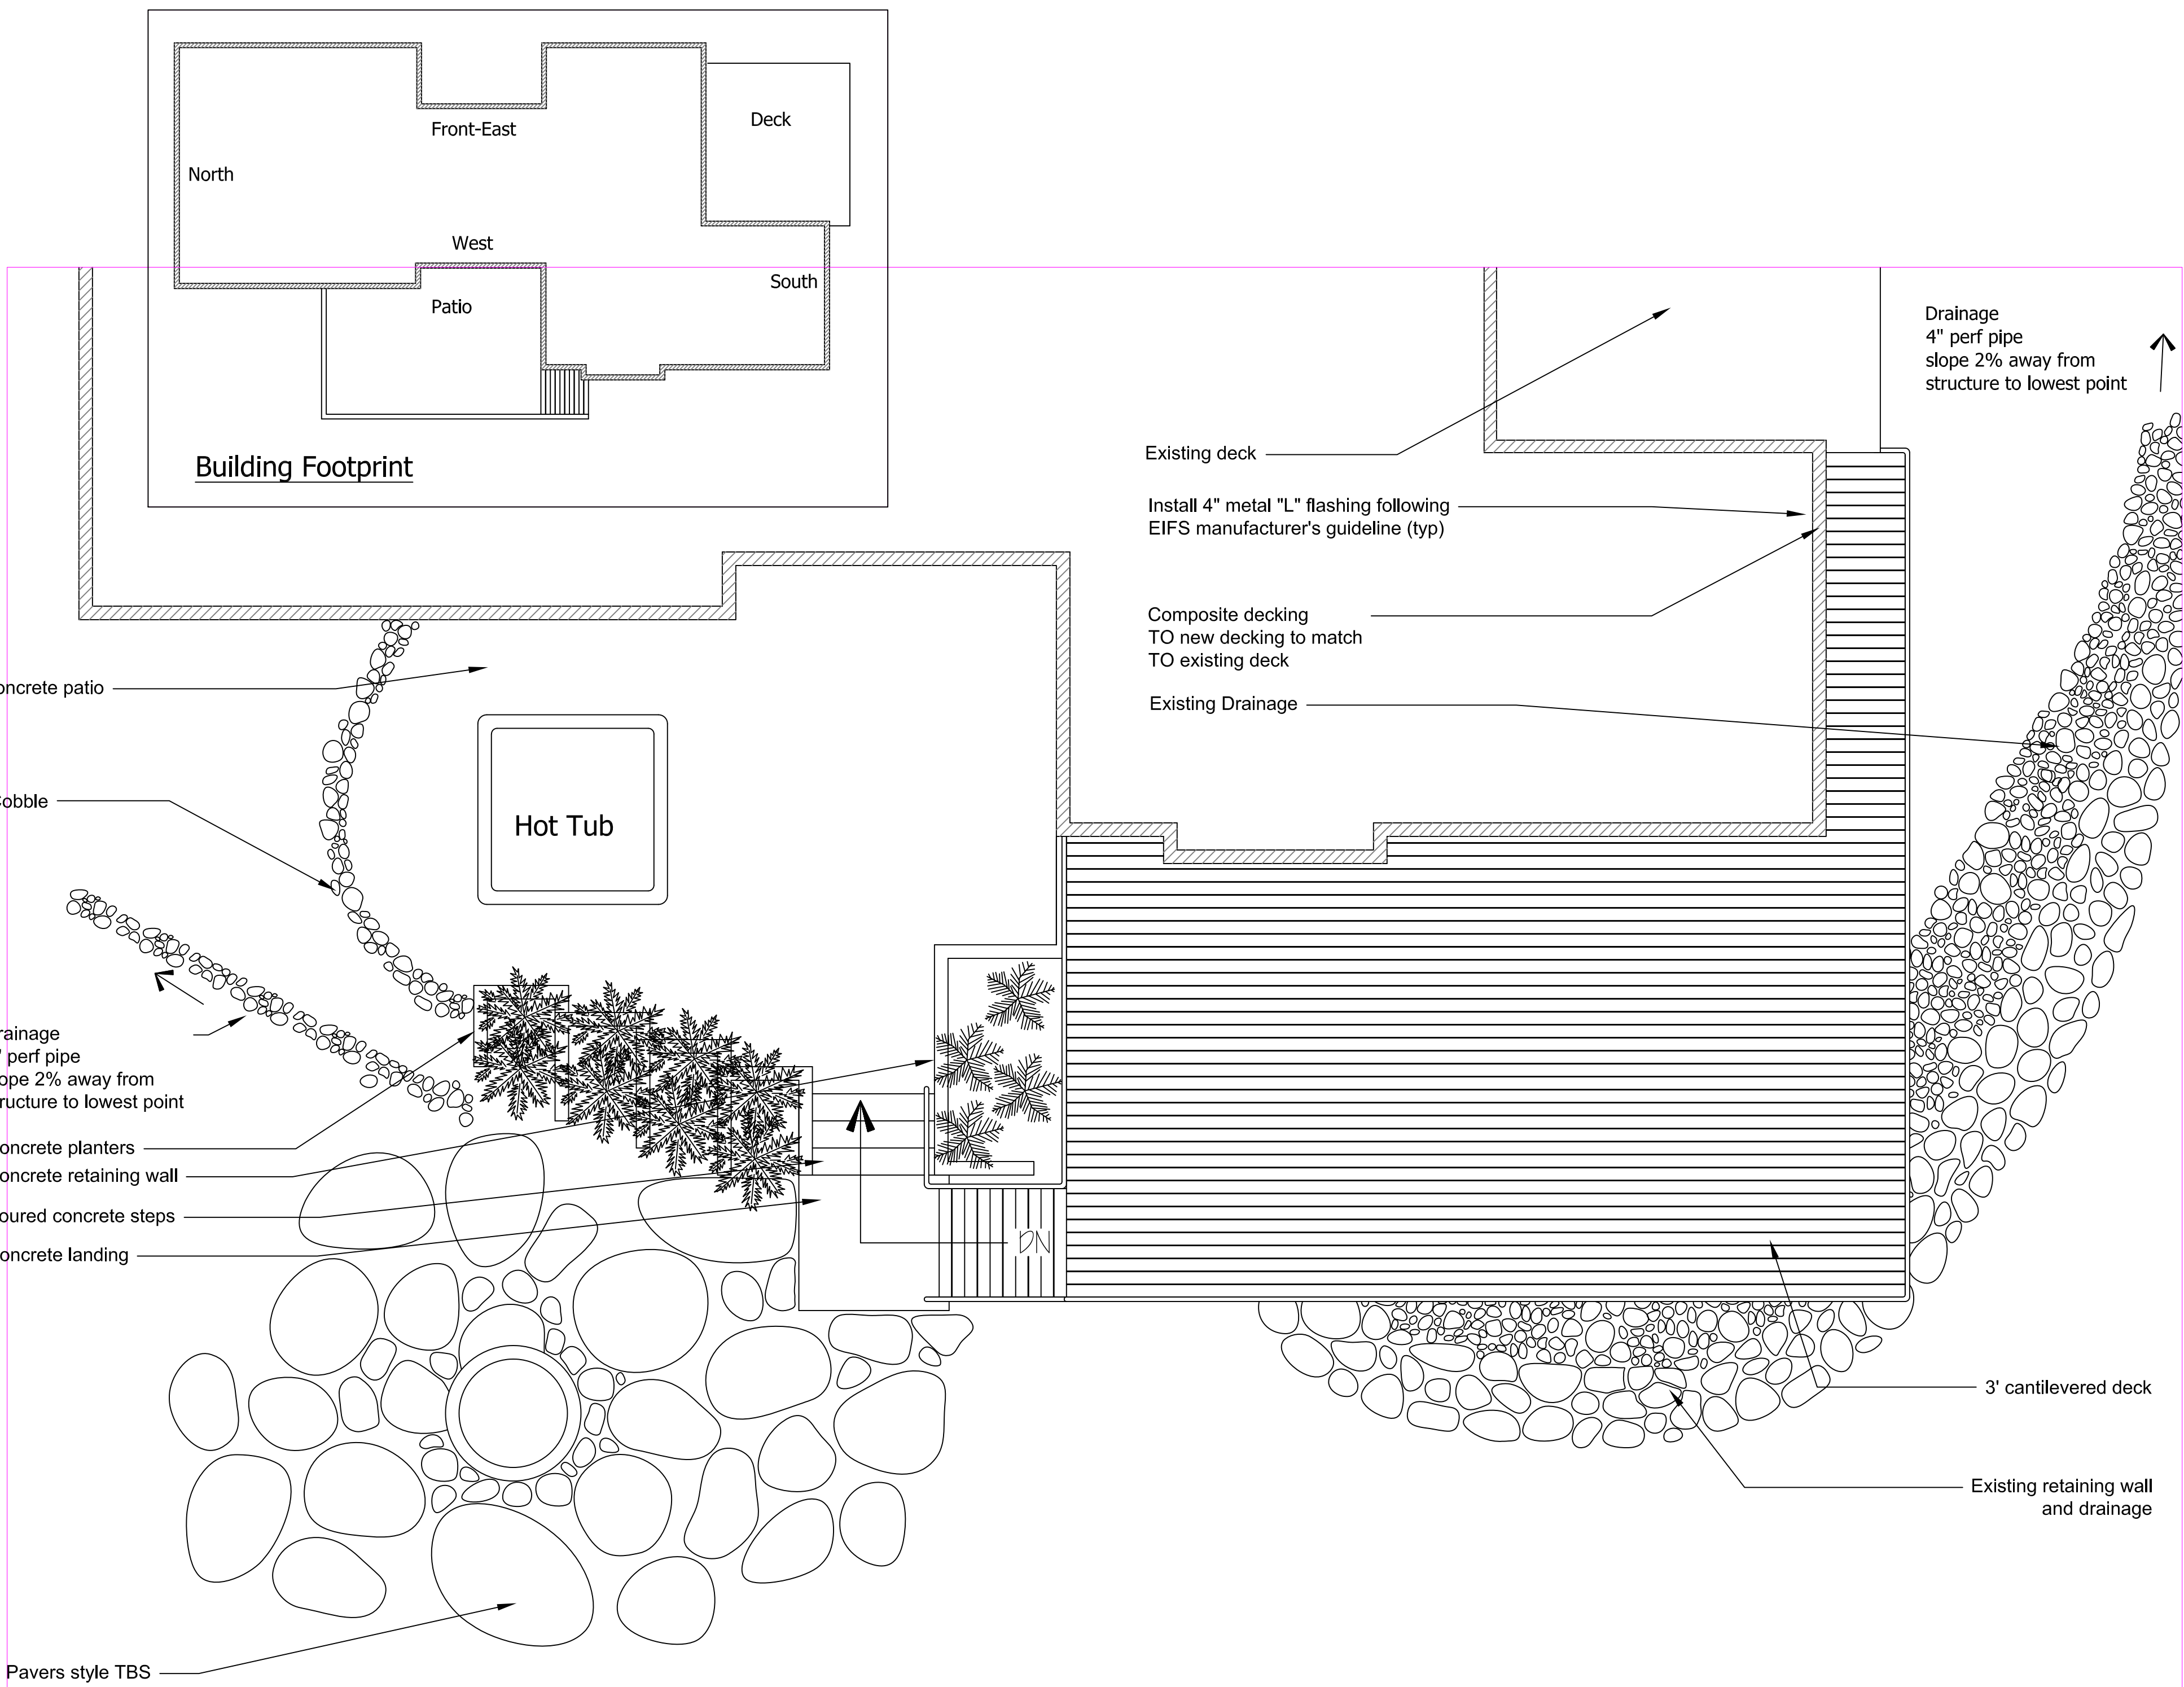 Front-East
Deck
North
West
South
Patio
Building Footprint
Drainage
4" perf pipe
slope 2% away from
structure to lowest point
Existing deck
Install 4" metal "L" flashing following
EIFS manufacturer's guideline (typ)
Composite decking
TO new decking to match
TO existing deck
Existing Drainage
oncrete patio
Cobble
Hot Tub
rainage
" perf pipe
ope 2% away from
ructure to lowest point
oncrete planters
oncrete retaining wall
oured concrete steps
oncrete landing
DN
3' cantilevered deck
Existing retaining wall
and drainage
Pavers style TBS